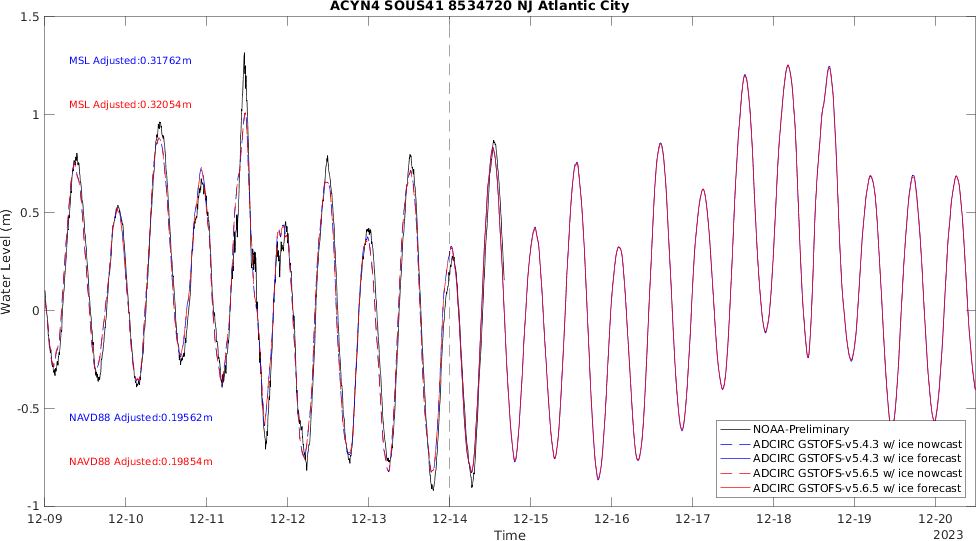 ACYN4 SOUS41 8534720 NJ Atlantic City
1.5
1
0.5
0
-0.5
-1
Water Level (m)
MSL Adjusted:0.31762m
MSL Adjusted:0.32054m
NAVD88 Adjusted:0.19562m
NAVD88 Adjusted:0.19854m
NOAA-Preliminary
ADCIRC GSTOFS-v5.4.3 w/ ice nowcast
ADCIRC GSTOFS-v5.4.3 w/ ice forecast
ADCIRC GSTOFS-v5.6.5 w/ ice nowcast
ADCIRC GSTOFS-v5.6.5 w/ ice forecast
12-09 12-10 12-11 12-12 12-13 12-14 12-15 12-16 12-17 12-18 12-19 12-20
Time
2023